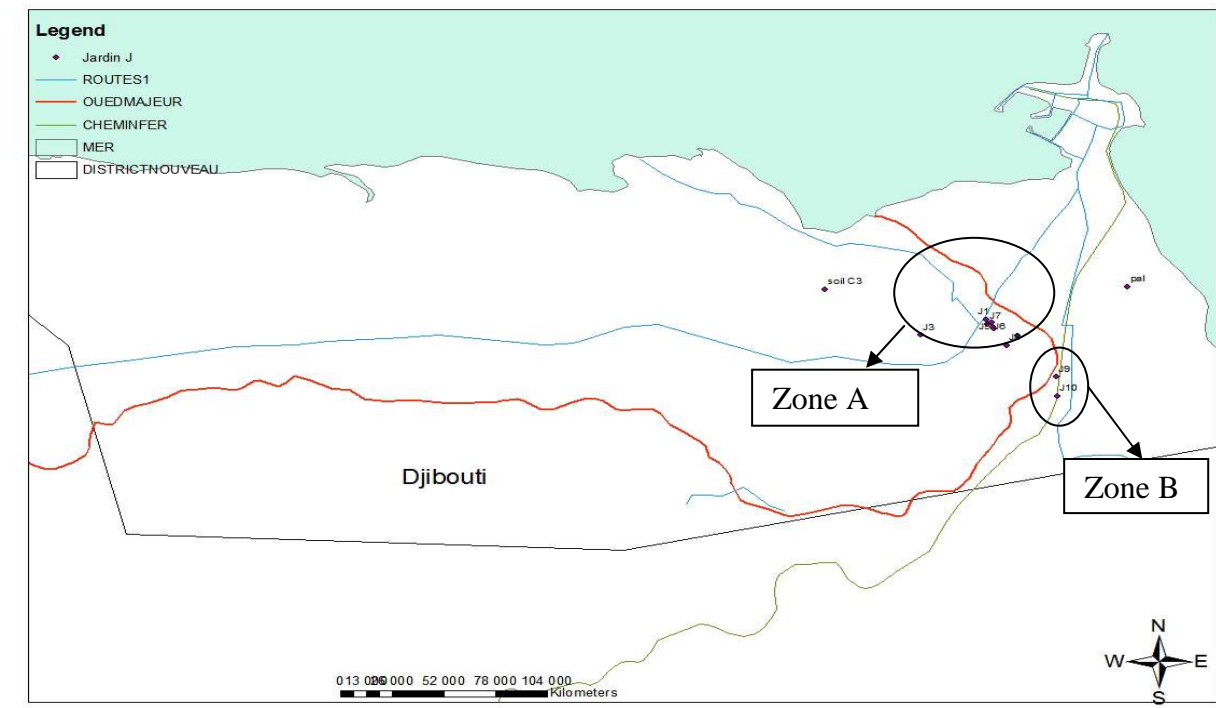 Legend
Jardin J
ROUTES1
OUEDMAJEUR
CHEMINFER
MER
DISTRICTNOUVEAU
soil C3
pal
J1
J7
J6
J3
J9
J10
Zone A
Djibouti
Zone B
N
W
E
S
52 000 78 000 104 000
Kilometers